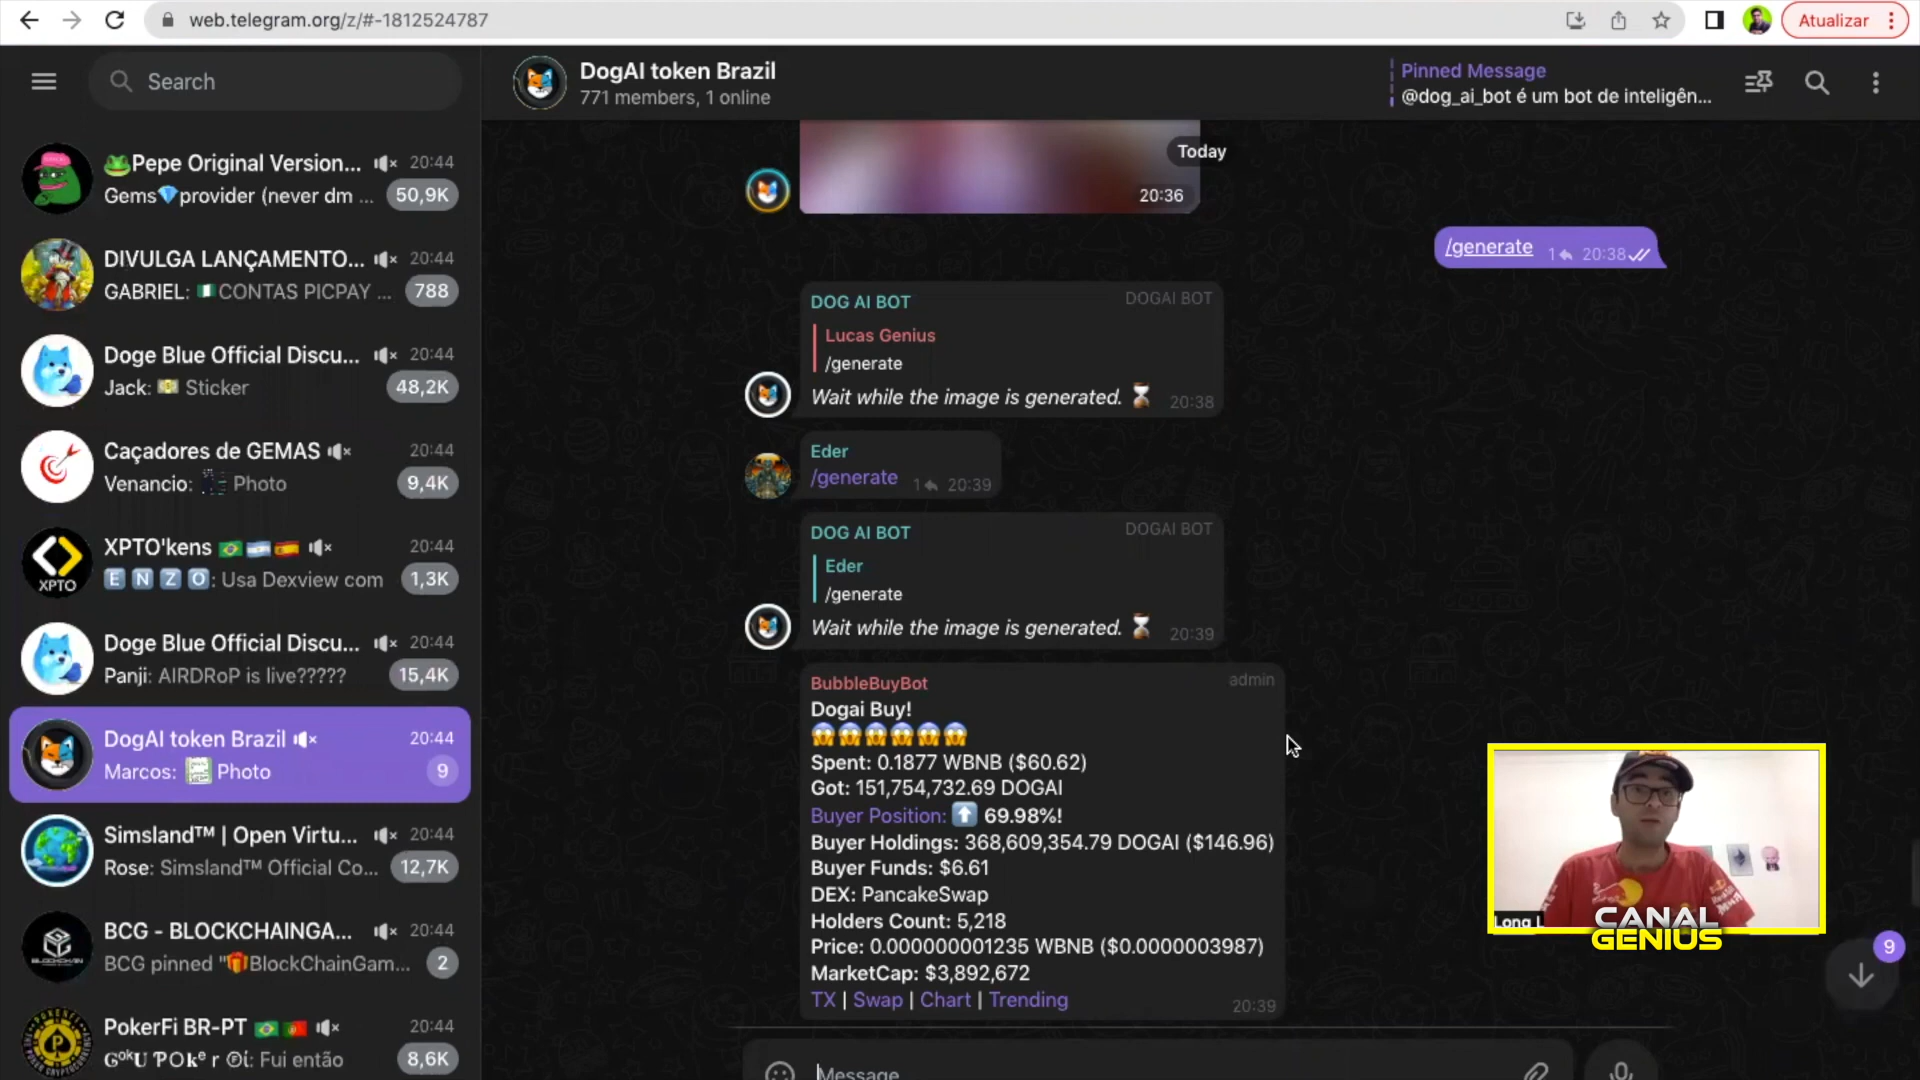 web.telegram.org/z/#-1812524787
Atualizar
Search
🐸Pepe Original Version... 20:44
Gems💎provider (never dm ... 50,9K
DIVULGA LANÇAMENTO... 20:44
GABRIEL: CONTAS PICPAY ... 788
Doge Blue Official Discu... 20:44
Jack: Sticker 48,2K
Caçadores de GEMAS 20:44
Venancio: Photo 9,4K
XPTO
XPTO'kens 🇧🇷🇦🇷🇪🇸 20:44
E N Z O: Usa Dexview com 1,3K
Doge Blue Official Discu... 20:44
Panji: AIRDRoP is live????? 15,4K
DogAI token Brazil 20:44
Marcos: Photo 9
Simsland™ | Open Virtu... 20:44
Rose: Simsland™ Official Co... 12,7K
BLOCKCHAIN
BCG - BLOCKCHAINGA... 20:44
BCG pinned "🎁BlockChainGam... 2
PokerFi BR-PT 🇧🇷🇵🇹 20:44
GᵒᵏU ƤOkᵉr ®i: Fui então 8,6K
DogAI token Brazil
771 members, 1 online
Pinned Message
@dog_ai_bot é um bot de inteligên...
Today
20:36
/generate 1 20:38
DOG AI BOT DOGAI BOT
Lucas Genius
/generate
Wait while the image is generated. ⏳ 20:38
Eder
/generate 1 20:39
DOG AI BOT DOGAI BOT
Eder
/generate
Wait while the image is generated. ⏳ 20:39
BubbleBuyBot admin
Dogai Buy!
😱😱😱😱😱😱
Spent: 0.1877 WBNB ($60.62)
Got: 151,754,732.69 DOGAI
Buyer Position: ⬆️ 69.98%!
Buyer Holdings: 368,609,354.79 DOGAI ($146.96)
Buyer Funds: $6.61
DEX: PancakeSwap
Holders Count: 5,218
Price: 0.000000001235 WBNB ($0.0000003987)
MarketCap: $3,892,672
TX | Swap | Chart | Trending 20:39
Message
Long
CANAL
GENIUS
9